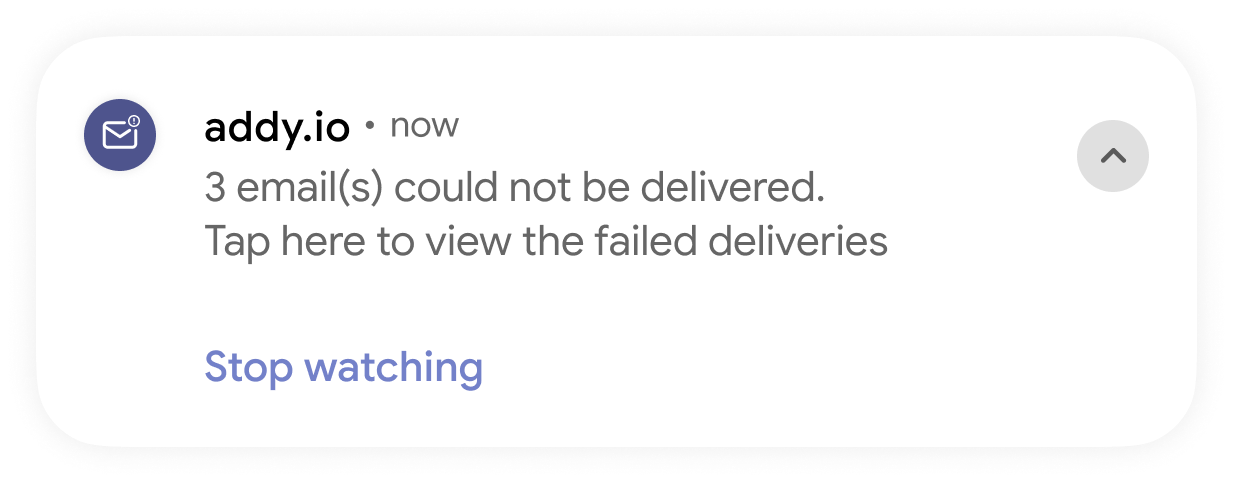 addy.io • now
3 email(s) could not be delivered.
Tap here to view the failed deliveries
Stop watching